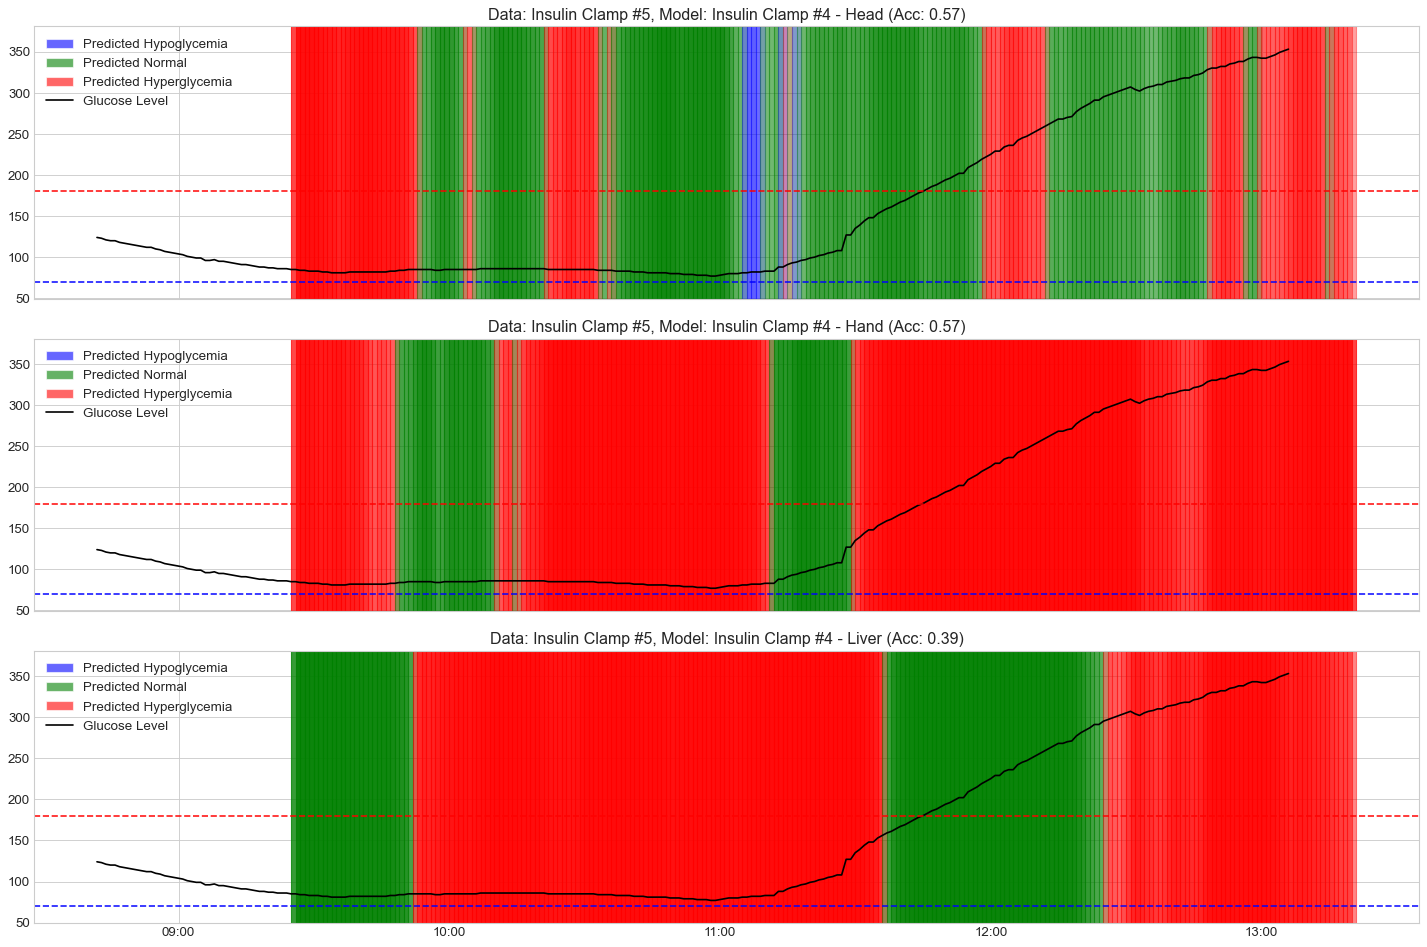 Data: Insulin Clamp #5, Model: Insulin Clamp #4 - Head (Acc: 0.57)
Predicted Hypoglycemia
Predicted Normal
Predicted Hyperglycemia
Glucose Level
350
300
250
200
150
100
50
Data: Insulin Clamp #5, Model: Insulin Clamp #4 - Hand (Acc: 0.57)
Predicted Hypoglycemia
Predicted Normal
Predicted Hyperglycemia
Glucose Level
350
300
250
200
150
100
50
Data: Insulin Clamp #5, Model: Insulin Clamp #4 - Liver (Acc: 0.39)
Predicted Hypoglycemia
Predicted Normal
Predicted Hyperglycemia
Glucose Level
350
300
250
200
150
100
50
09:00 10:00 11:00 12:00 13:00